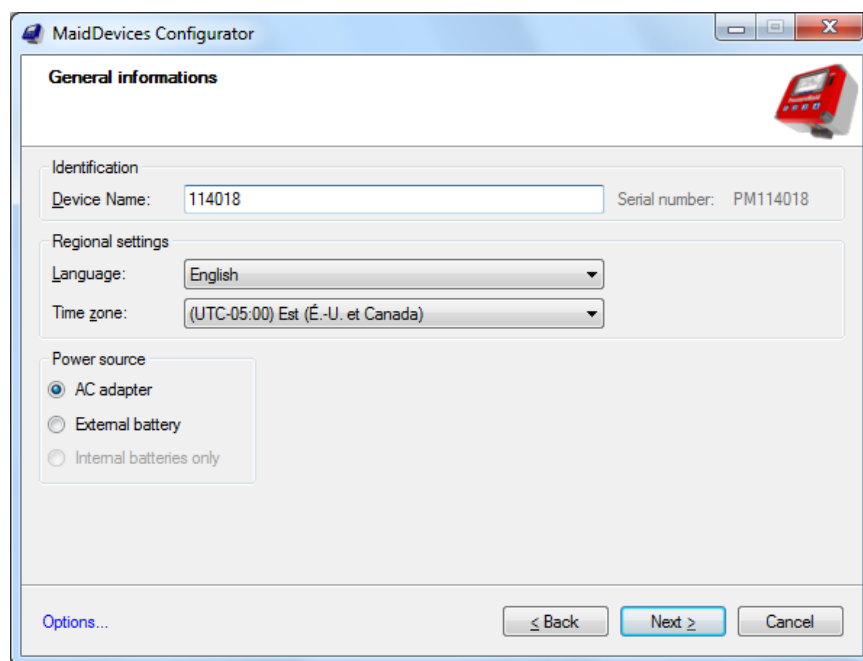 MaidDevices Configurator
General informations
Identification
Device Name: 114018 Serial number: PM114018
Regional settings
Language: English
Time zone: (UTC-05:00) Est (É.-U. et Canada)
Power source
AC adapter
External battery
Internal batteries only
Options... < Back Next > Cancel